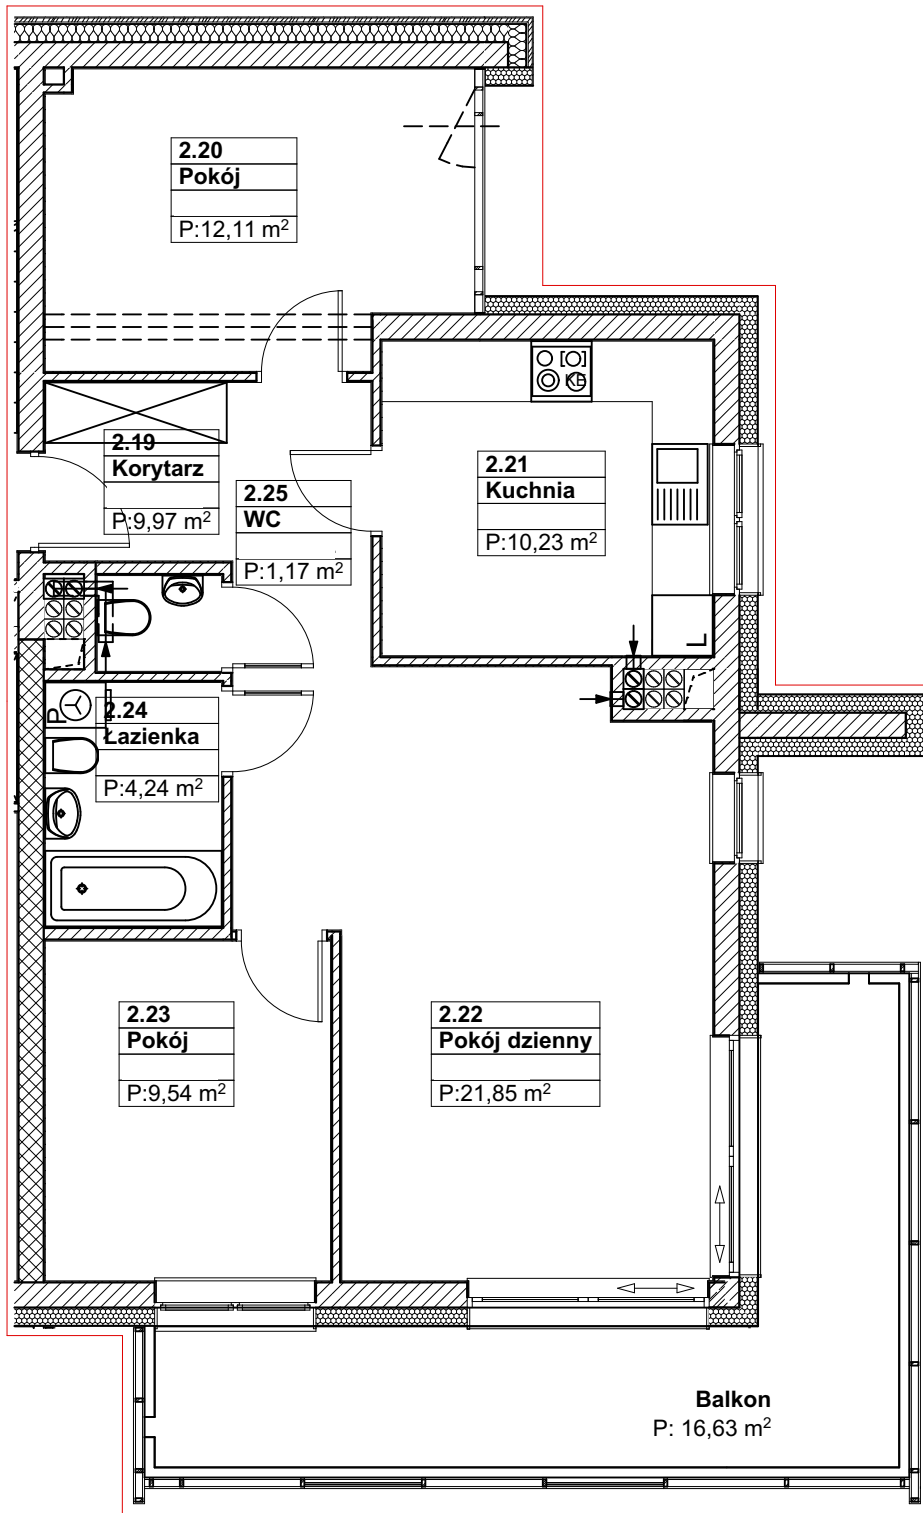 2.20
Pokój
P:12,11 m²
KE
2.19
Korytarz
P:9,97 m²
2.25
WC
P:1,17 m²
2.21
Kuchnia
P:10,23 m²
P
2.24
Łazienka
P:4,24 m²
2.23
Pokój
P:9,54 m²
2.22
Pokój dzienny
P:21,85 m²
Balkon
P: 16,63 m²